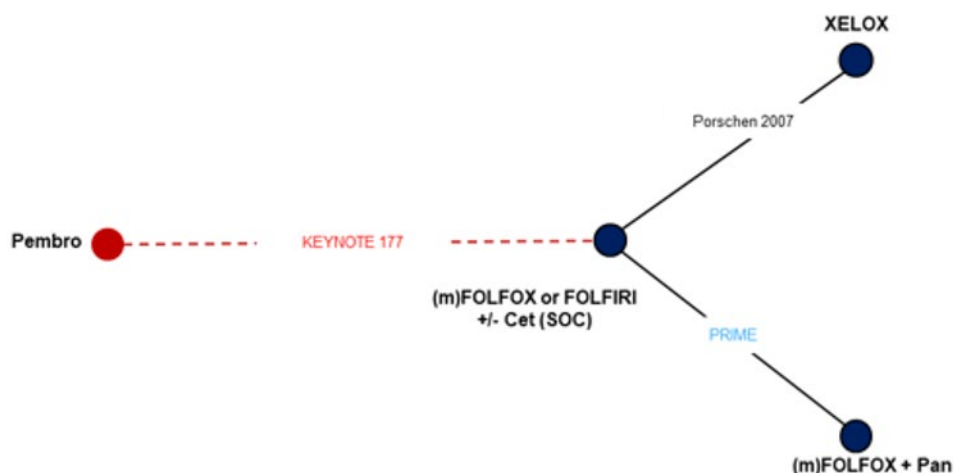 XELOX
Porschen 2007
Pembro
KEYNOTE 177
(m)FOLFOX or FOLFIRI
+/- Cet (SOC)
PRIME
(m)FOLFOX + Pan